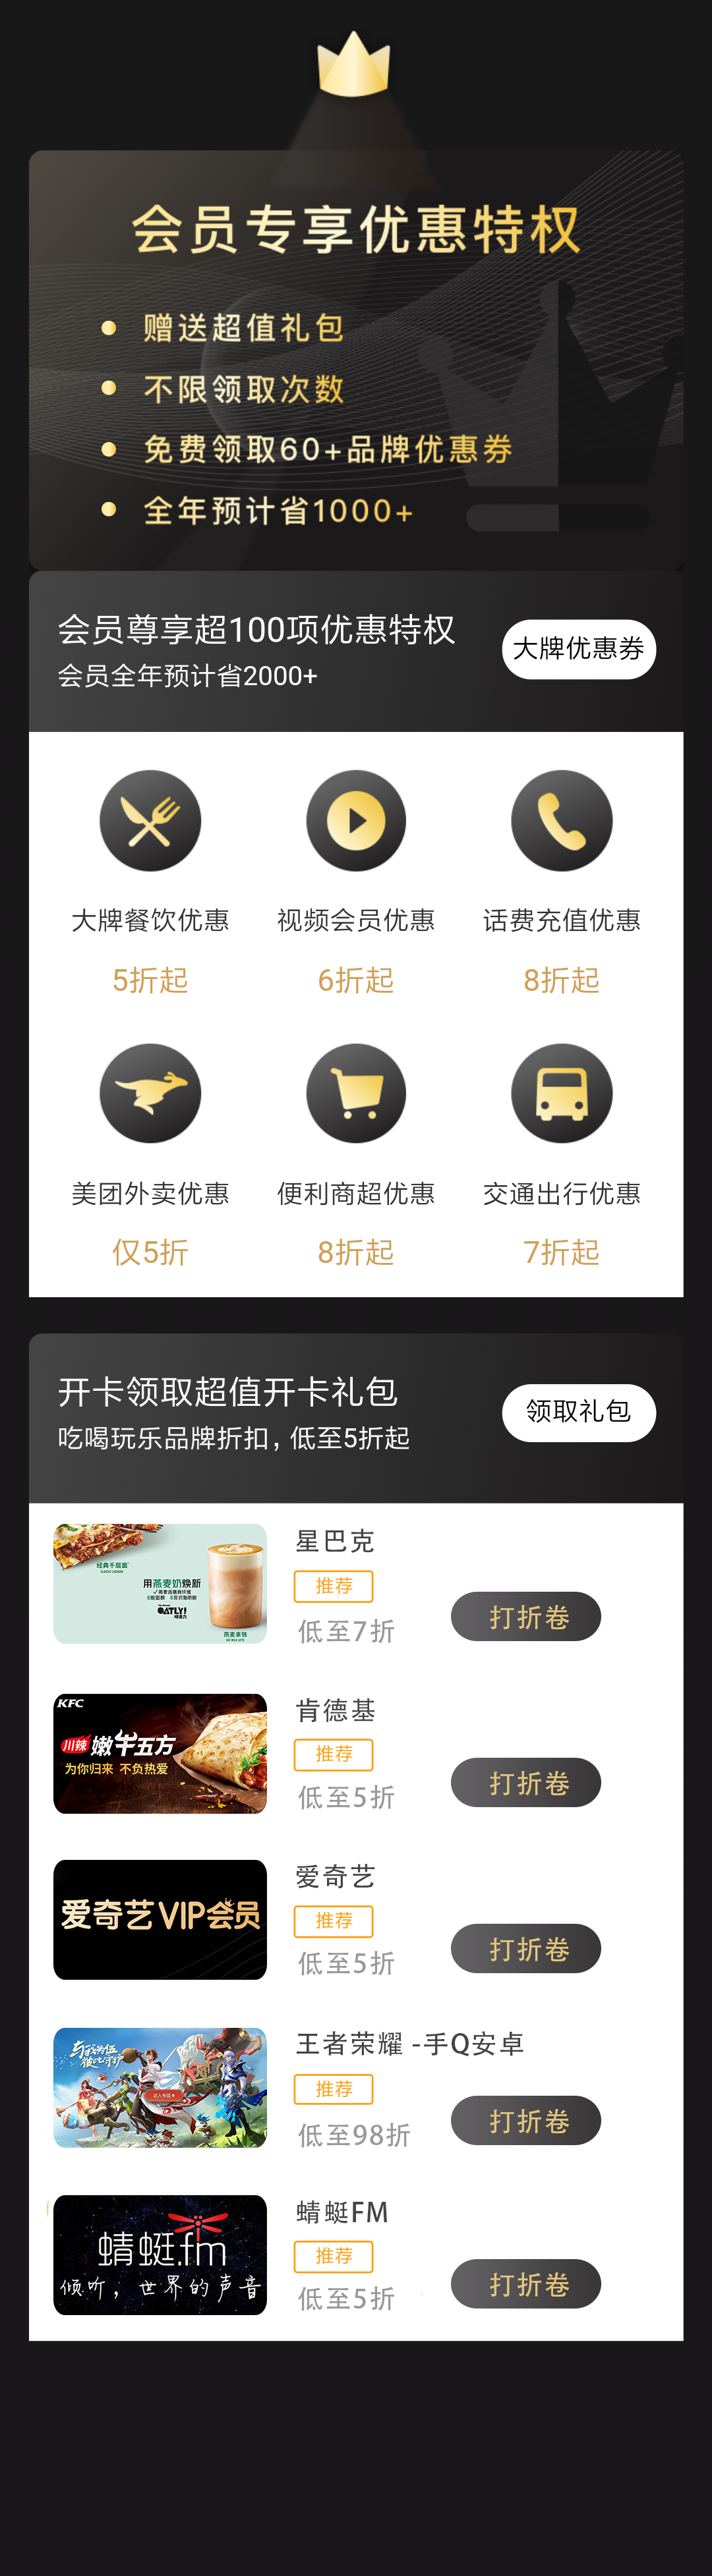 会员专享优惠特权
赠送超值礼包
不限领取次数
免费领取60+品牌优惠券
全年预计省1000+
会员尊享超100项优惠特权
会员全年预计省2000+
大牌优惠券
大牌餐饮优惠
视频会员优惠
话费充值优惠
5折起
6折起
8折起
美团外卖优惠
便利商超优惠
交通出行优惠
仅5折
8折起
7折起
开卡领取超值开卡礼包
吃喝玩乐品牌折扣，低至5折起
领取礼包
经典千层面
用燕麦奶焕新
OATLY!
燕麦拿铁
星巴克
推荐
低至7折
打折卷
KFC
川辣 嫩牛五方
为你归来 不负热爱
肯德基
推荐
低至5折
打折卷
爱奇艺VIP会员
爱奇艺
推荐
低至5折
打折卷
王者荣耀 -手Q安卓
推荐
低至98折
打折卷
蜻蜓.fm
倾听，世界的声音
蜻蜓FM
推荐
低至5折
打折卷